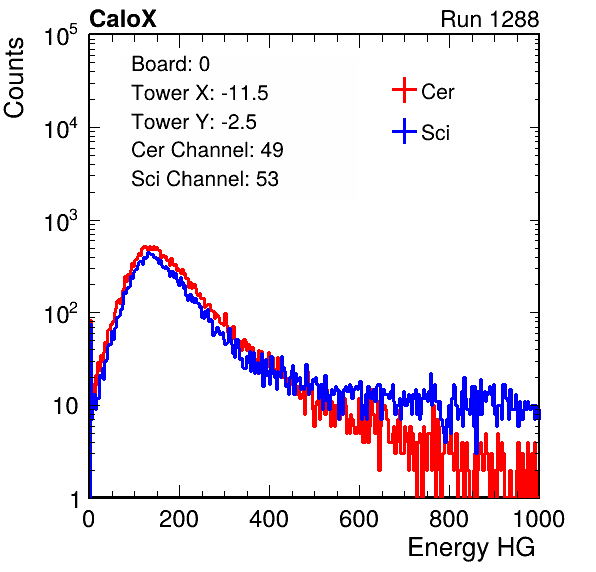 CaloX Run 1288
Counts
10^5
10^4
10^3
10^2
10
1
Board: 0
Tower X: -11.5
Tower Y: -2.5
Cer Channel: 49
Sci Channel: 53
Cer
Sci
0 200 400 600 800 1000
Energy HG